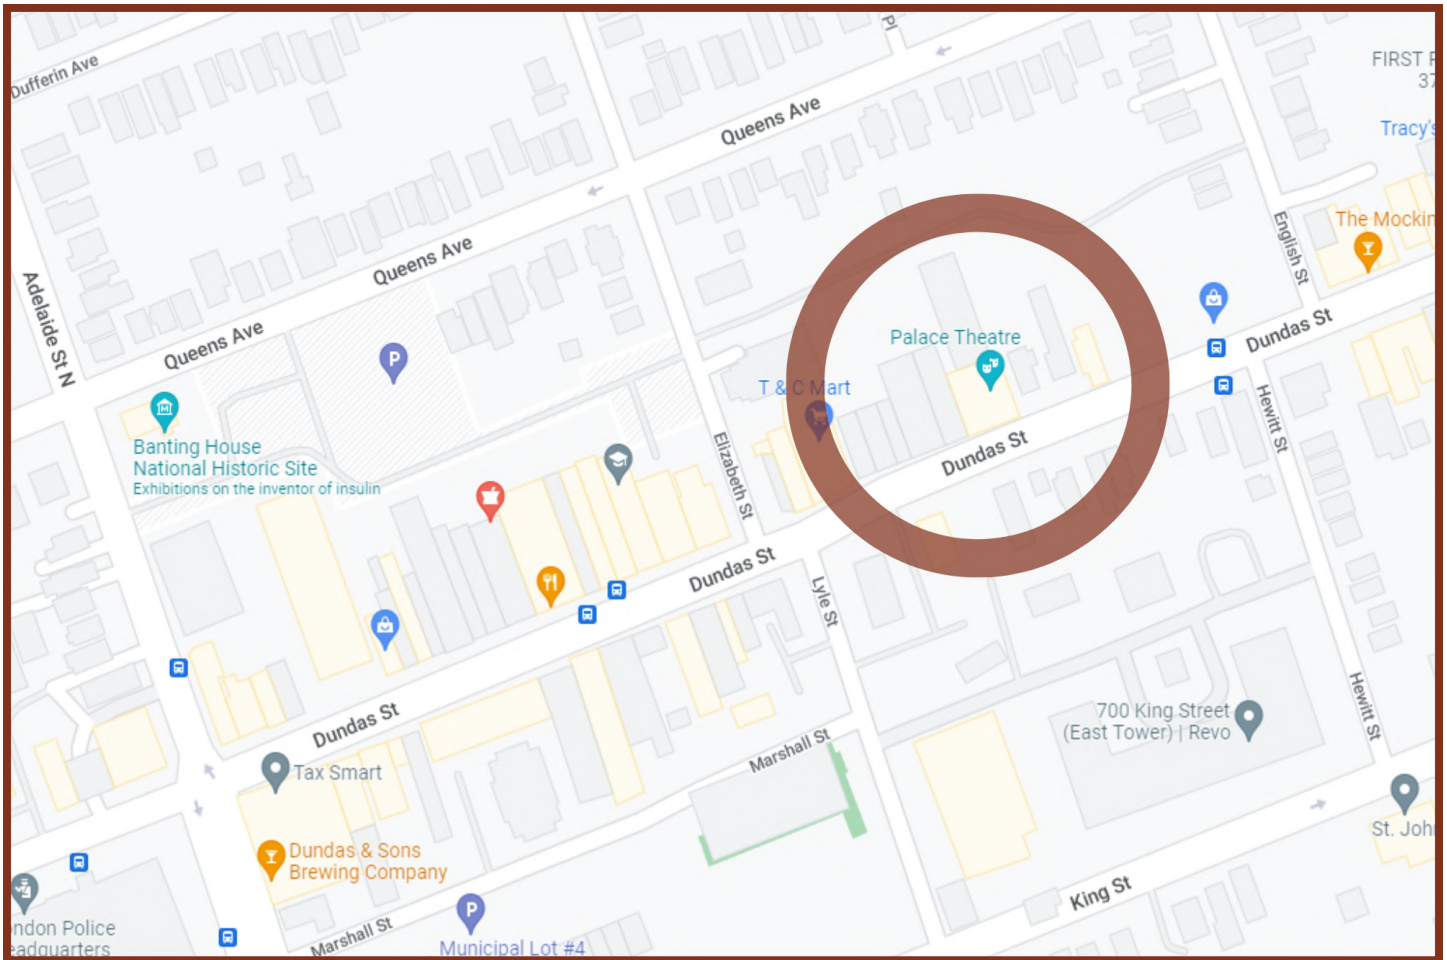 Pl
Dufferin Ave
FIRST
37
Queens Ave
Tracy's
The Mockin
English St
Queens Ave
Adelaide St N
Queens Ave
P
Palace Theatre
Dundas St
T & C Mart
M
Banting House
National Historic Site
Exhibitions on the inventor of insulin
Hewitt St
Dundas St
Elizabeth St
Dundas St
Lyle St
Dundas St
Hewitt St
700 King Street
(East Tower) | Revo
Marshall St
Tax Smart
St. Joh
Dundas & Sons
Brewing Company
King St
P
Marshall St
ondon Police
eadquarters
Municipal Lot #4